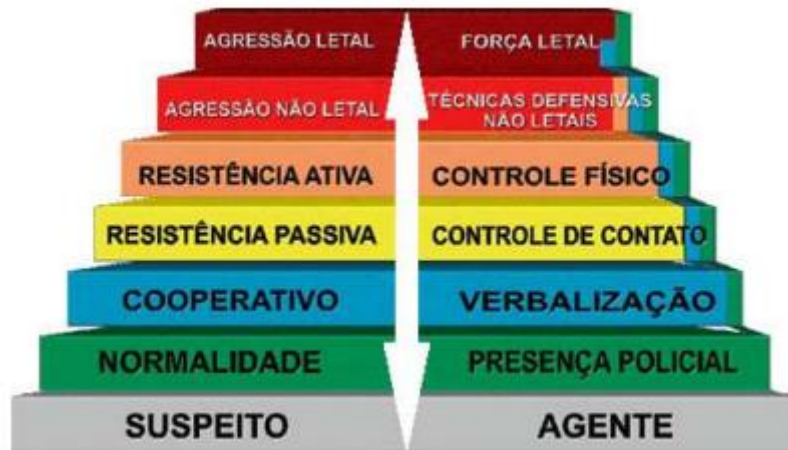 AGRESSÃO LETAL
FORÇA LETAL
AGRESSÃO NÃO LETAL
TÉCNICAS DEFENSIVAS
NÃO LETAIS
RESISTÊNCIA ATIVA
CONTROLE FÍSICO
RESISTÊNCIA PASSIVA
CONTROLE DE CONTATO
COOPERATIVO
VERBALIZAÇÃO
NORMALIDADE
PRESENÇA POLICIAL
SUSPEITO
AGENTE